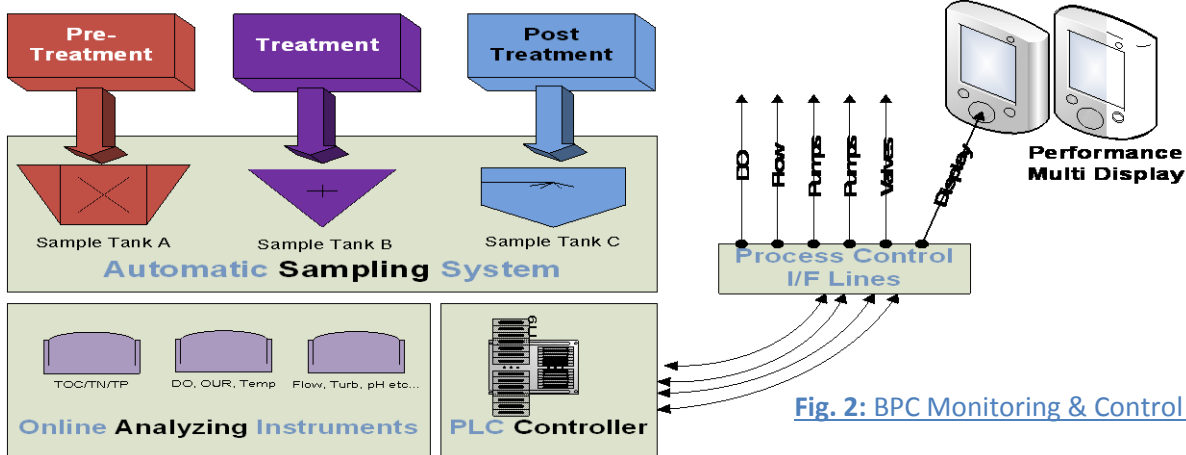 Pre-
Treatment
Treatment
Post
Treatment
Sample Tank A
Sample Tank B
Sample Tank C
Automatic Sampling System
DO
Flow
Pumps
Pumps
Valves
Display
Performance
Multi Display
Process Control
I/F Lines
TOC/TN/TP
DO, OUR, Temp
Flow, Turb, pH etc...
Online Analyzing Instruments
PLC Controller
Fig. 2: BPC Monitoring & Control